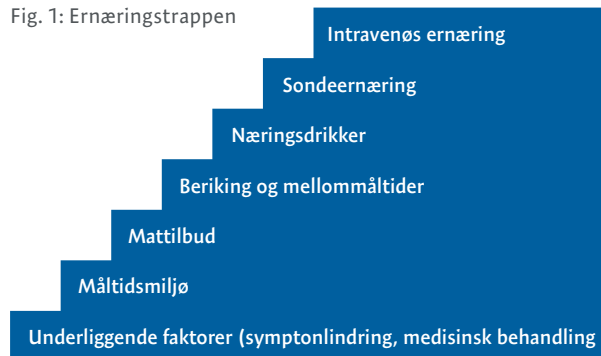 Fig. 1: Ernæringstrappen
Intravenøs ernæring
Sondeernæring
Næringsdrikker
Beriking og mellommåltider
Mattilbud
Måltidsmiljø
Underliggende faktorer (symptonlindring, medisinsk behandling